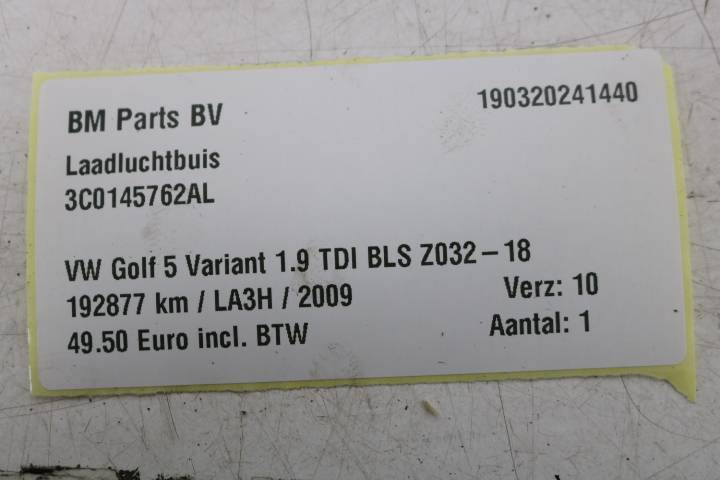 BM Parts BV 190320241440
Laadluchtbuis
3C0145762AL
VW Golf 5 Variant 1.9 TDI BLS Z032-18
192877 km / LA3H / 2009 Verz: 10
49.50 Euro incl. BTW Aantal: 1